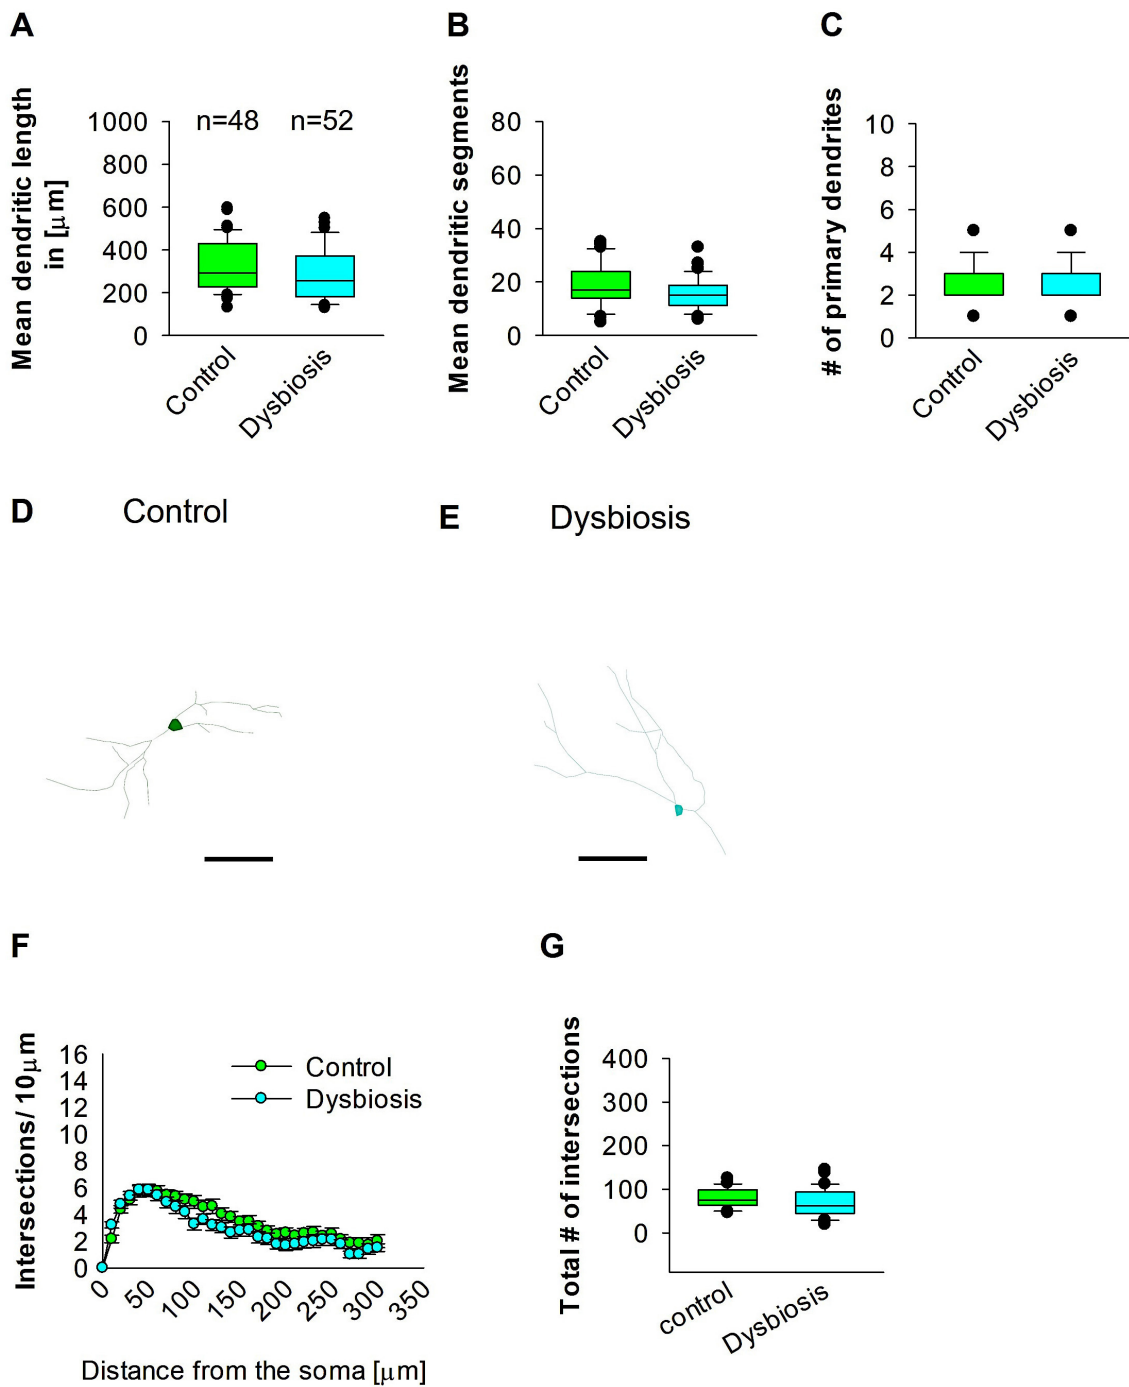 A
B
C
Mean dendritic length
in [μm]
1000
800
600
400
200
0
n=48
n=52
Control
Dysbiosis
Mean dendritic segments
80
60
40
20
0
Control
Dysbiosis
# of primary dendrites
10
8
6
4
2
0
Control
Dysbiosis
D
Control
E
Dysbiosis
F
G
Intersections/ 10μm
16
14
12
10
8
6
4
2
0
Control
Dysbiosis
0
50
100
150
200
250
300
350
Distance from the soma [μm]
Total # of intersections
400
300
200
100
0
control
Dysbiosis